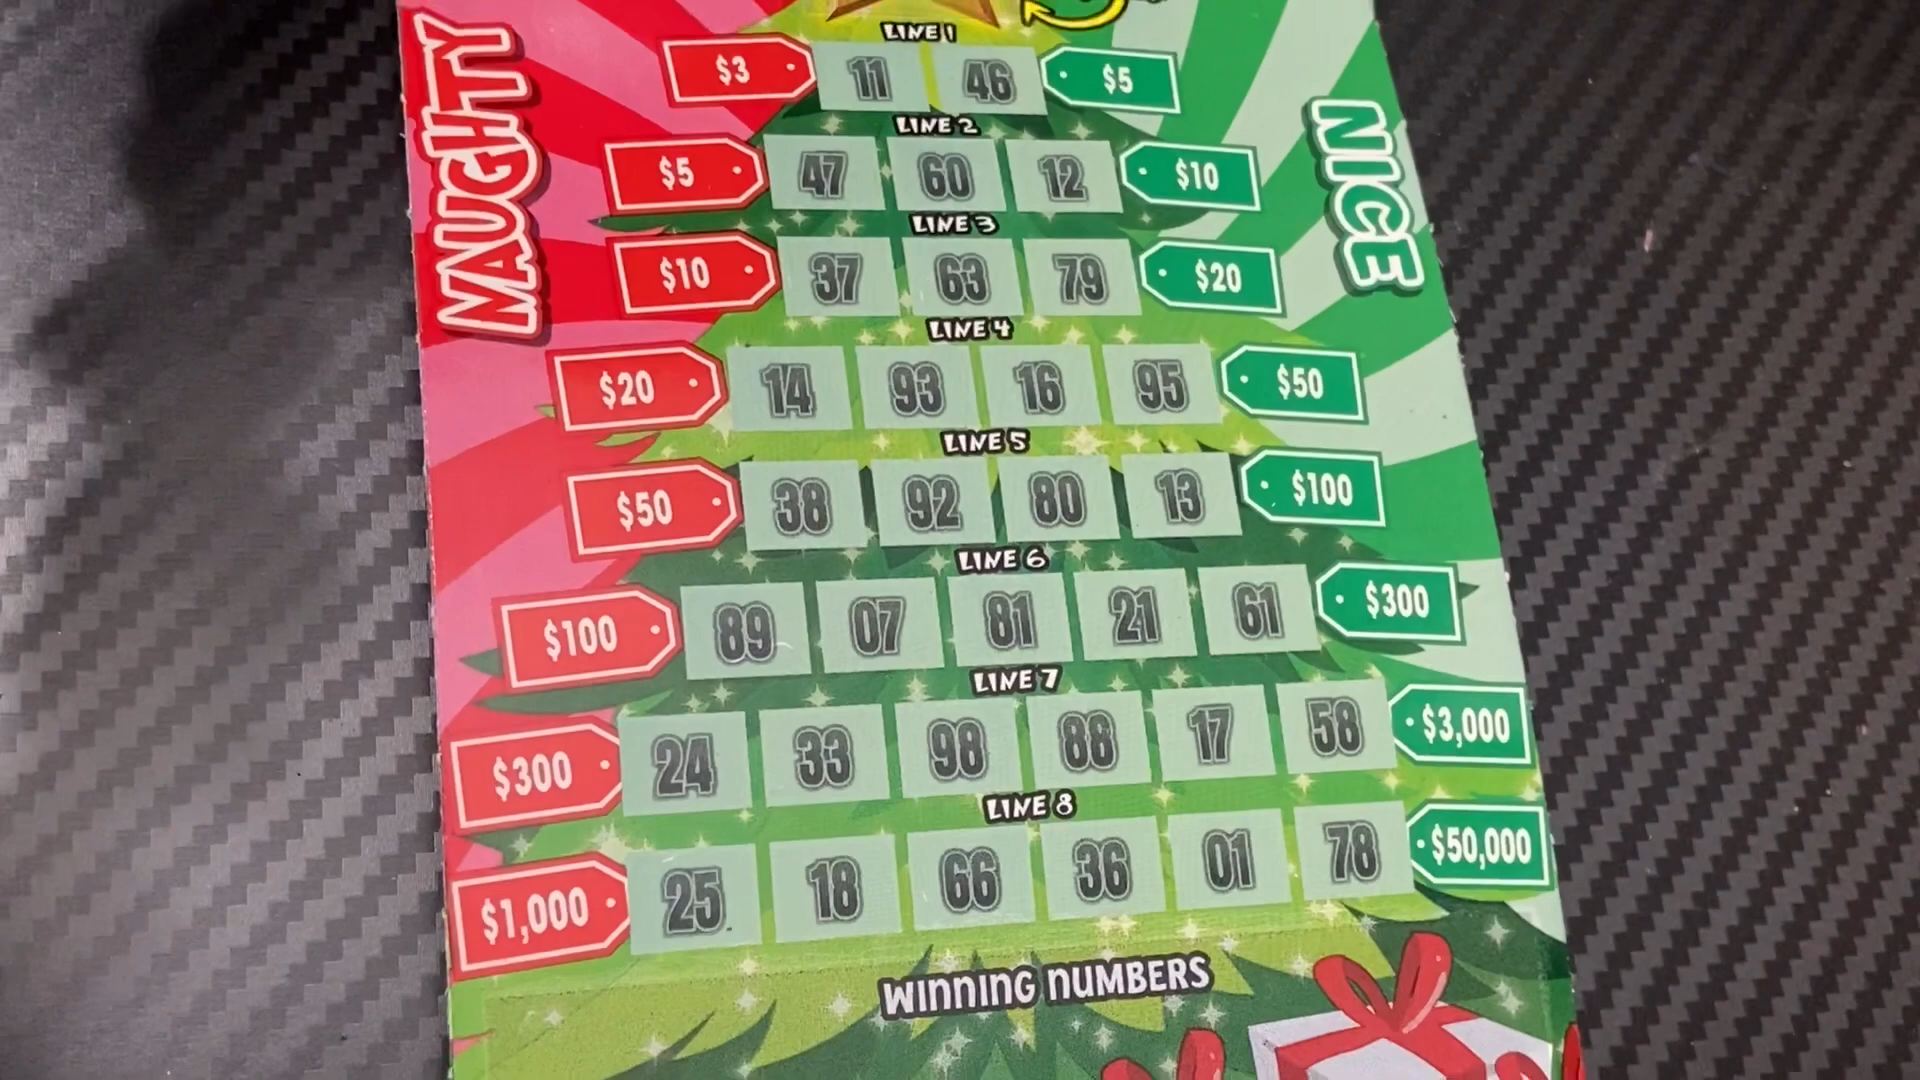 NAUGHTY
NICE
LINE 1
$3 11 46 $5
LINE 2
$5 47 60 12 $10
LINE 3
$10 37 63 79 $20
LINE 4
$20 14 93 16 95 $50
LINE 5
$50 38 92 80 13 $100
LINE 6
$100 89 07 81 21 61 $300
LINE 7
$300 24 33 98 88 17 58 $3,000
LINE 8
$1,000 25 18 66 36 01 78 $50,000
WINNING NUMBERS